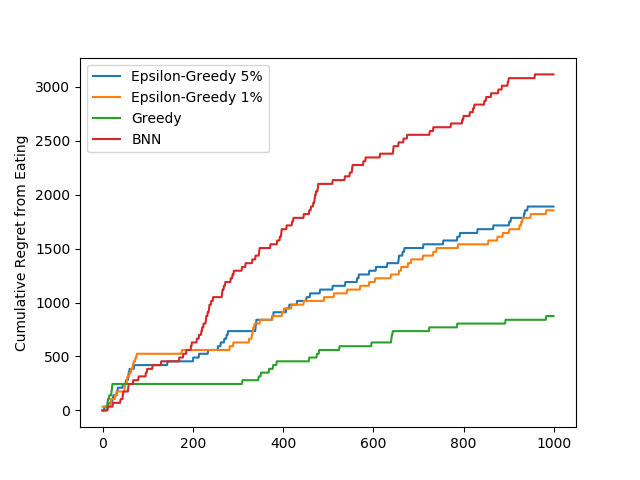 Epsilon-Greedy 5%
Epsilon-Greedy 1%
Greedy
BNN
Cumulative Regret from Eating
3000
2500
2000
1500
1000
500
0
0 200 400 600 800 1000